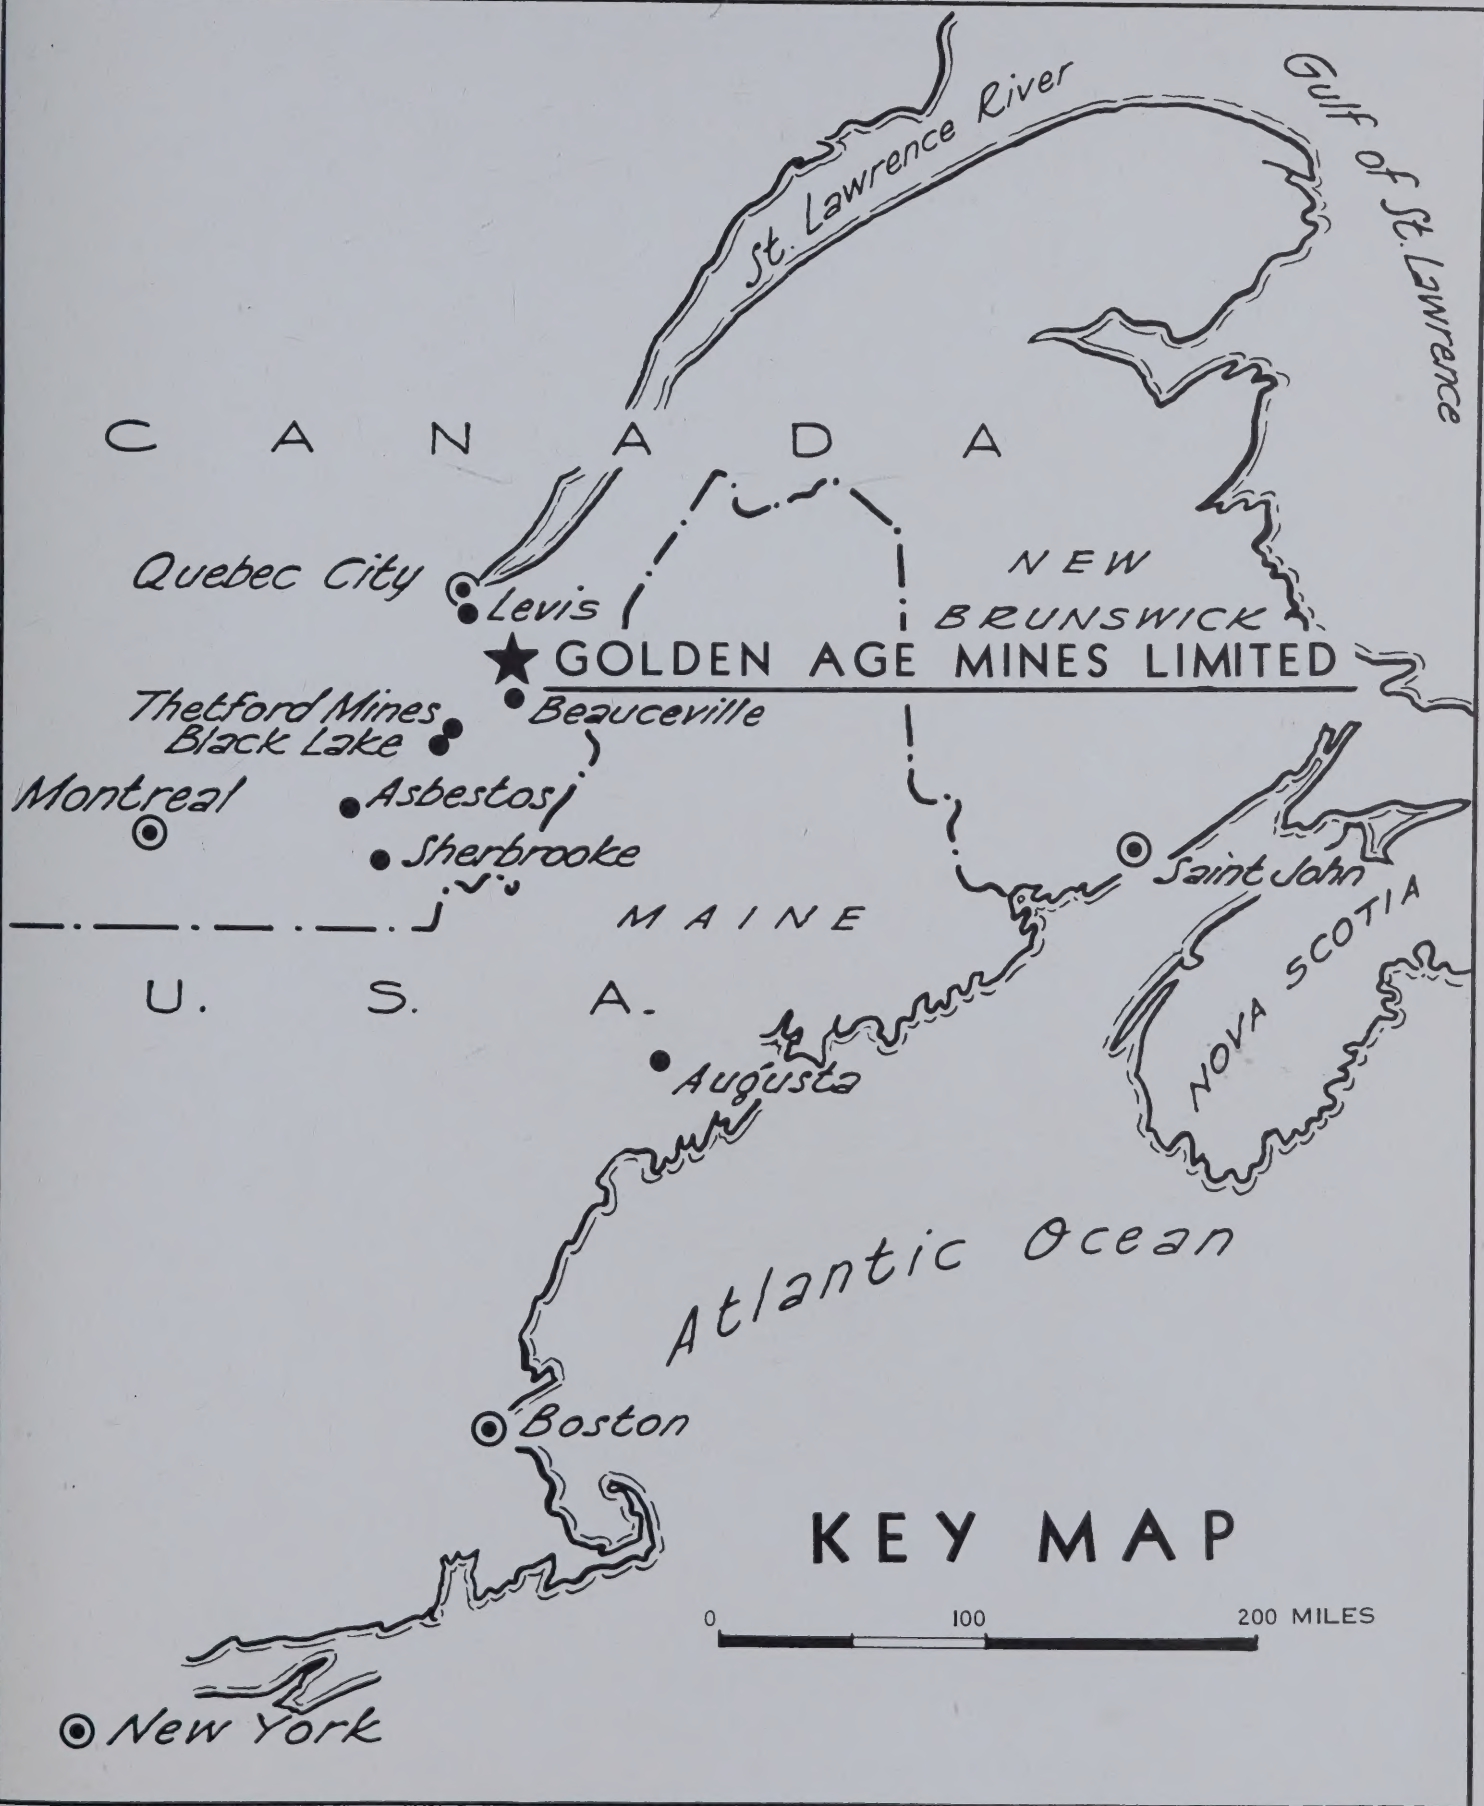 St. Lawrence River
Gulf of St. Lawrence
CANADA
Quebec City
Levis
NEW
BRUNSWICK
GOLDEN AGE MINES LIMITED
Thetford Mines
Beauceville
Black Lake
Montreal
Asbestos
Sherbrooke
Saint John
MAINE
NOVA SCOTIA
U. S. A.
Augusta
Atlantic Ocean
Boston
KEY MAP
0 100 200 MILES
New York